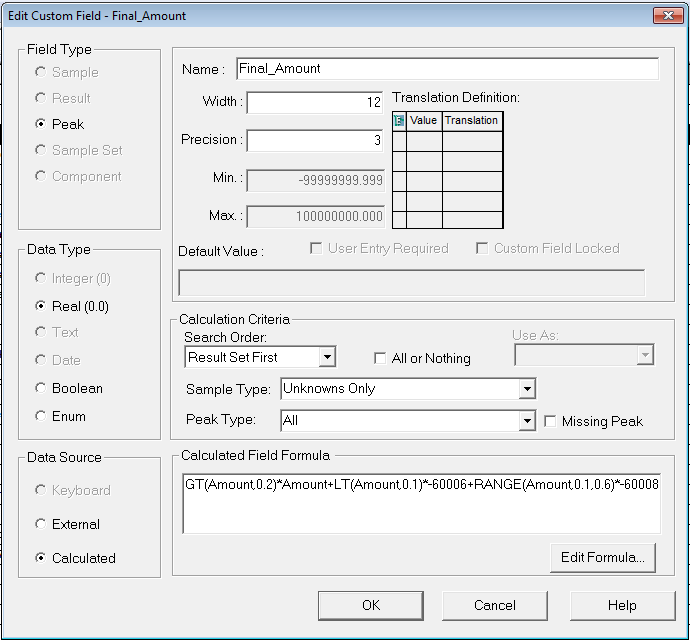 Edit Custom Field - Final_Amount
Field Type
Sample
Result
Peak
Sample Set
Component
Data Type
Integer (0)
Real (0.0)
Text
Date
Boolean
Enum
Data Source
Keyboard
External
Calculated
Name : Final_Amount
Width : 12
Precision : 3
Min. : -99999999.999
Max. : 100000000.000
Translation Definition:
Value Translation
Default Value : User Entry Required Custom Field Locked
Calculation Criteria
Search Order: Use As:
Result Set First All or Nothing
Sample Type: Unknowns Only
Peak Type: All Missing Peak
Calculated Field Formula
GT(Amount,0.2)*Amount+LT(Amount,0.1)*-60006+RANGE(Amount,0.1,0.6)*-60008
Edit Formula...
OK Cancel Help